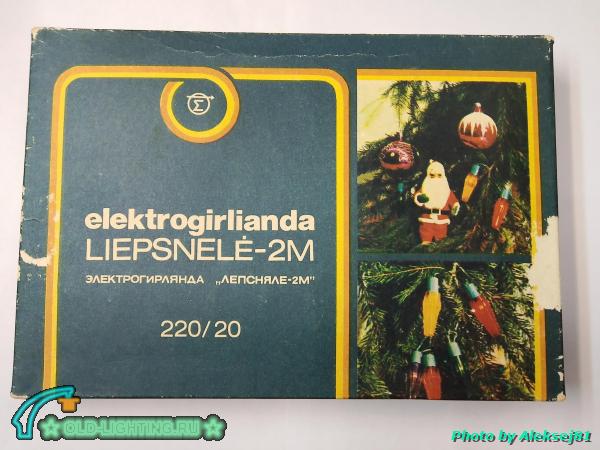 elektrogirlianda
LIEPSNELĖ-2M
ЭЛЕКТРОГИРЛЯНДА „ЛЕПСНЯЛЕ-2М"
220/20
☆ OLD-LIGHTING.RU ☆
Photo by Aleksej81